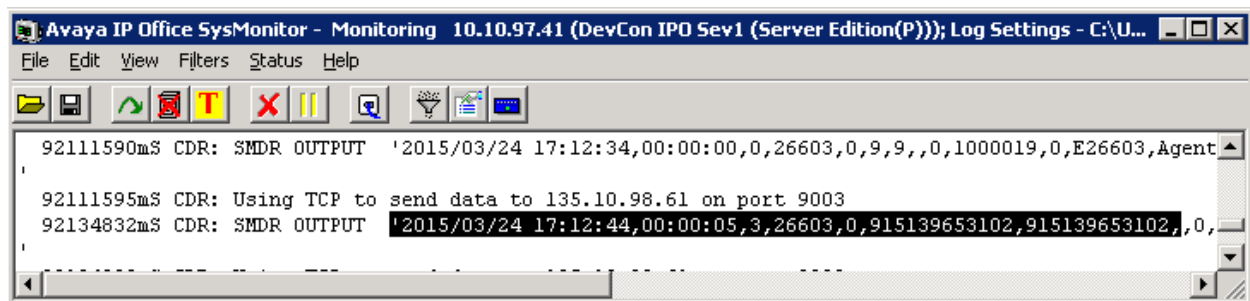 Avaya IP Office SysMonitor - Monitoring 10.10.97.41 (DevCon IPO Sev1 (Server Edition(P))); Log Settings - C:\U...
File Edit View Filters Status Help
T
92111590mS CDR: SMDR OUTPUT '2015/03/24 17:12:34,00:00:00,0,26603,0,9,9,,0,1000019,0,E26603,Agent
'
92111595mS CDR: Using TCP to send data to 135.10.98.61 on port 9003
92134832mS CDR: SMDR OUTPUT '2015/03/24 17:12:44,00:00:05,3,26603,0,915139653102,915139653102,,0,
'